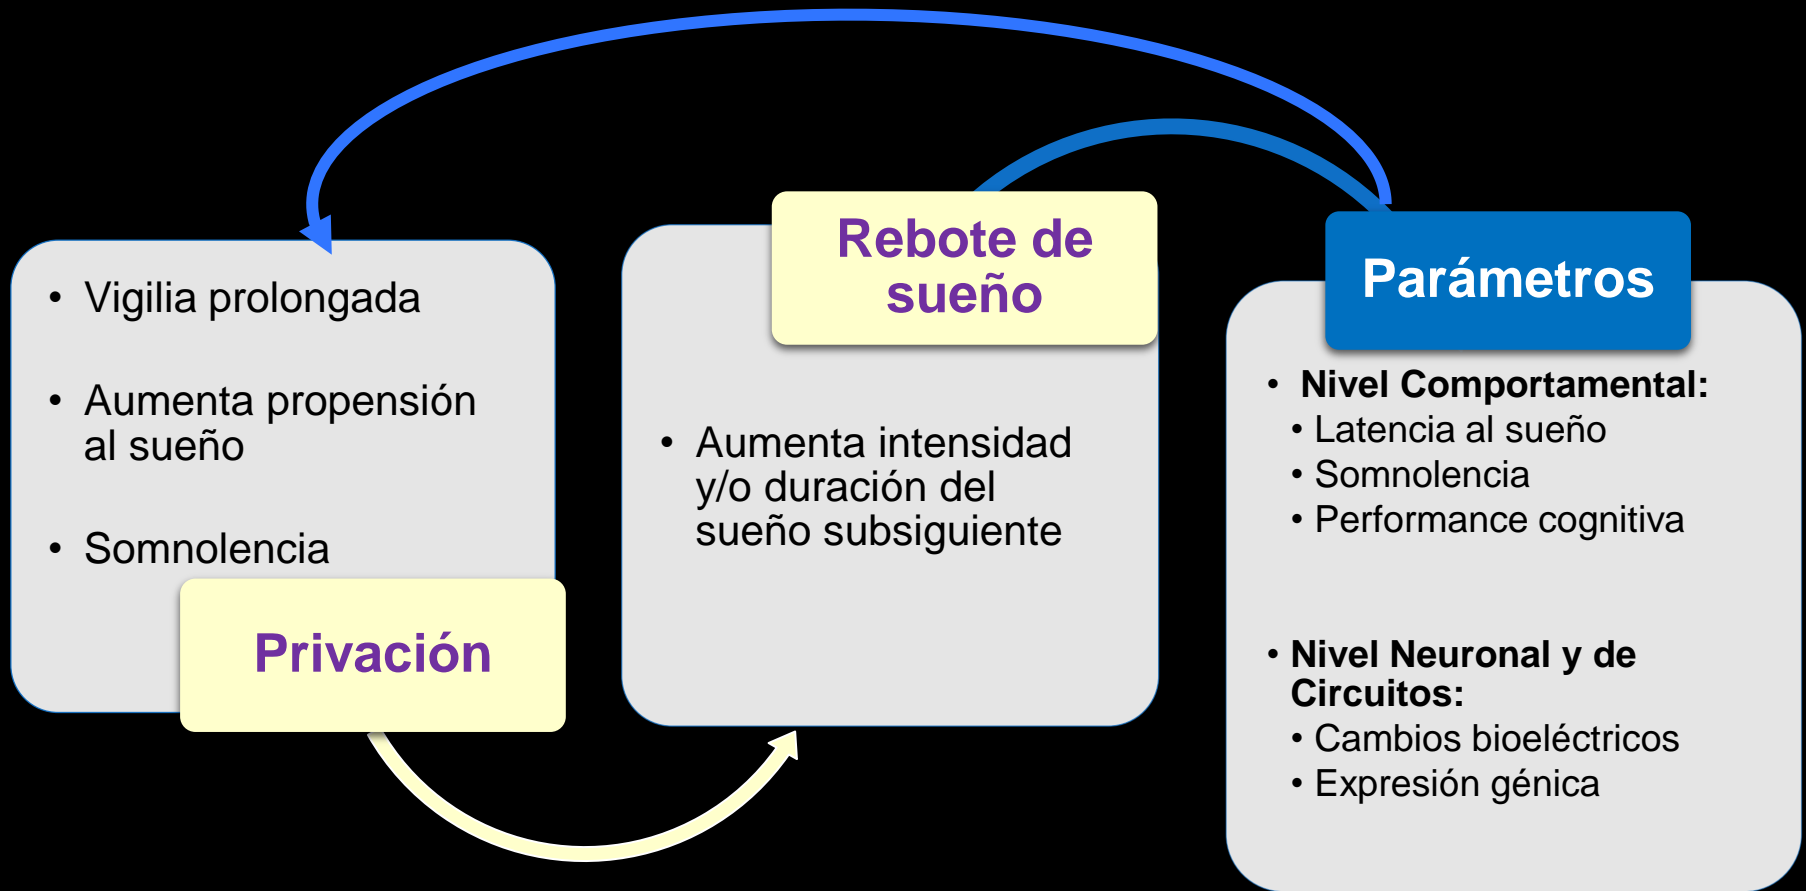 • Vigilia prolongada
• Aumenta propensión
al sueño
• Somnolencia
Privación
Rebote de
sueño
• Aumenta intensidad
y/o duración del
sueño subsiguiente
Parámetros
• Nivel Comportamental:
• Latencia al sueño
• Somnolencia
• Performance cognitiva
• Nivel Neuronal y de
Circuitos:
• Cambios bioeléctricos
• Expresión génica